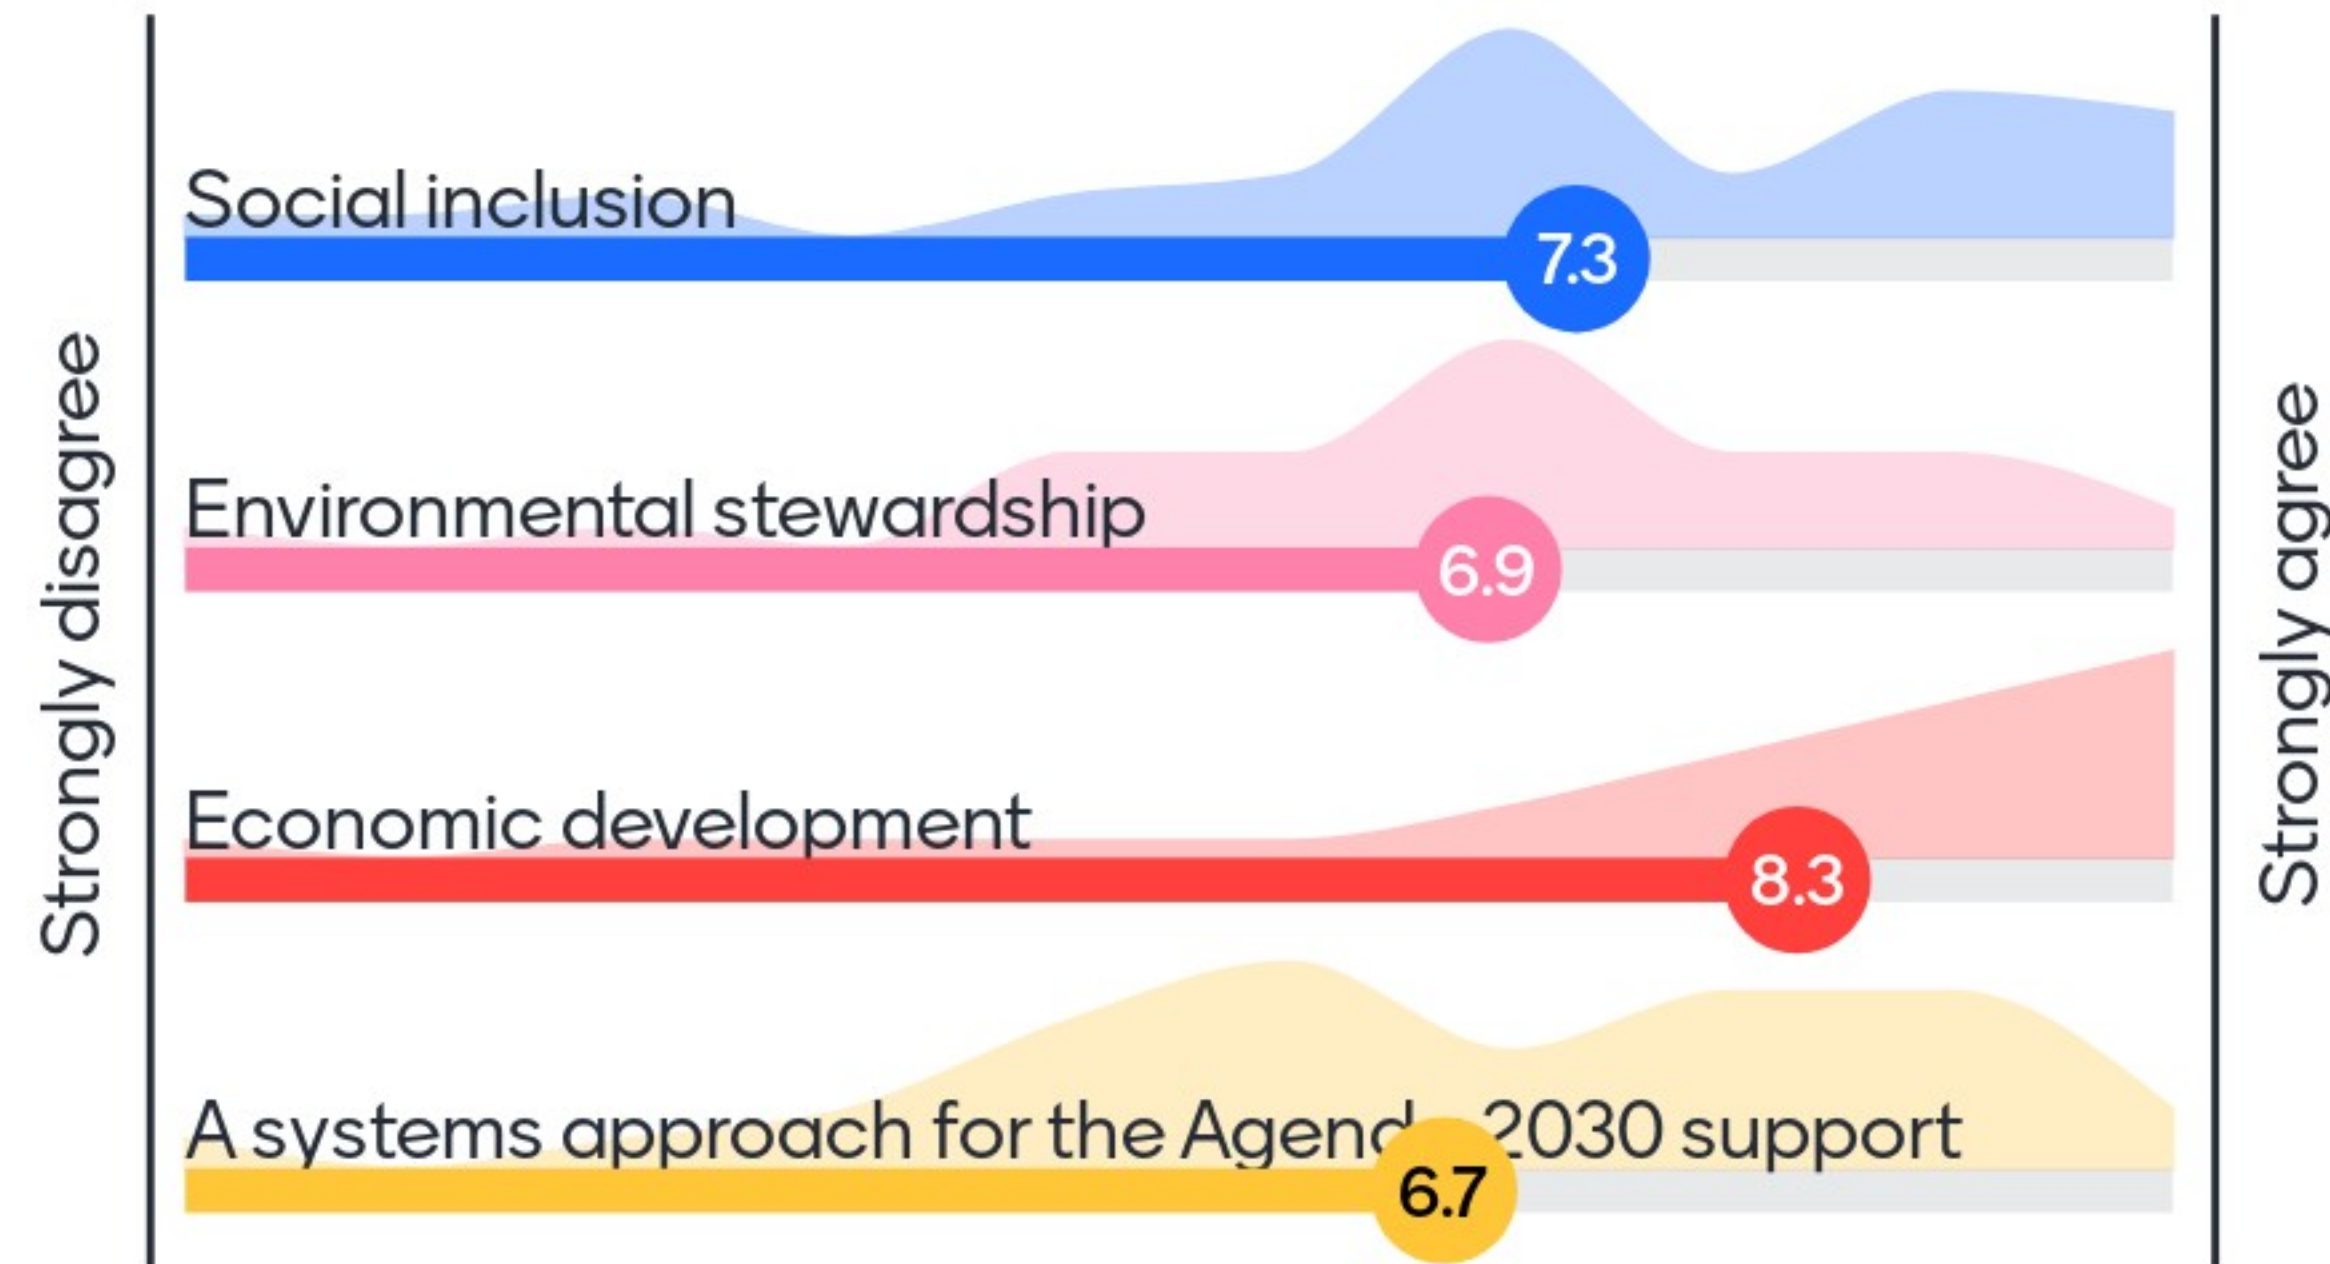 Strongly disagree
Social inclusion
7.3
Environmental stewardship
6.9
Economic development
8.3
A systems approach for the Agend 2030 support
6.7
Strongly agree